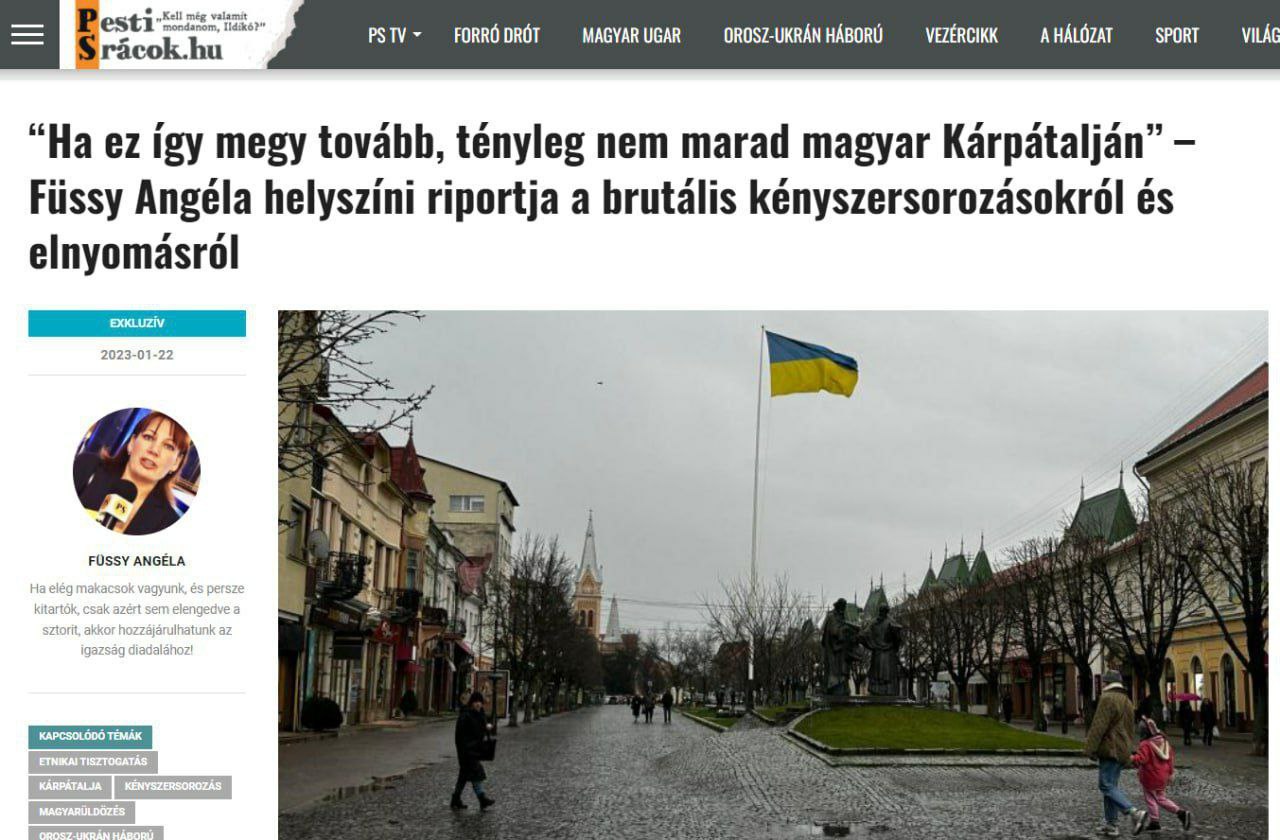 Pesti „Kell még valamit
mondanom, Ildikó?”
Srácok.hu
PS TV
FORRÓ DRÓT
MAGYAR UGAR
OROSZ-UKRÁN HÁBORÚ
VEZÉRCIKK
A HÁLÓZAT
SPORT
VILÁG
“Ha ez így megy tovább, tényleg nem marad magyar Kárpátalján” –
Füssy Angéla helyszíni riportja a brutális kényszersorozásokról és
elnyomásról
EXKLUZÍV
2023-01-22
PS
FÜSSY ANGÉLA
Ha elég makacsok vagyunk, és persze
kitartók, csak azért sem elengedve a
sztorit, akkor hozzájárulhatunk az
igazság diadalához!
KAPCSOLÓDÓ TÉMÁK
ETNIKAI TISZTOGATÁS
KÁRPÁTALJA
KÉNYSZERSOROZÁS
MAGYARÜLDÖZÉS
OROSZ-UKRÁN HÁBORÚ